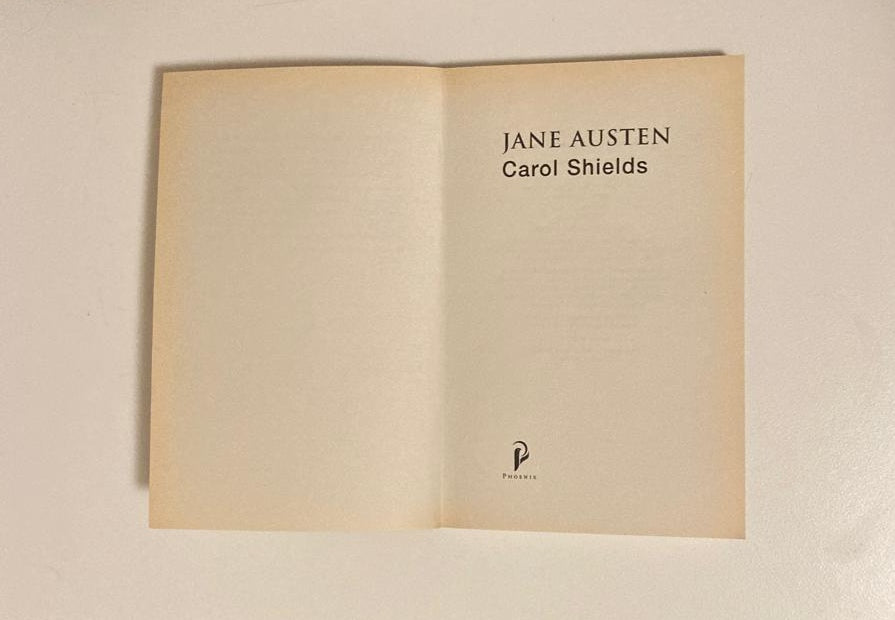 JANE AUSTEN
Carol Shields
PHOENIX